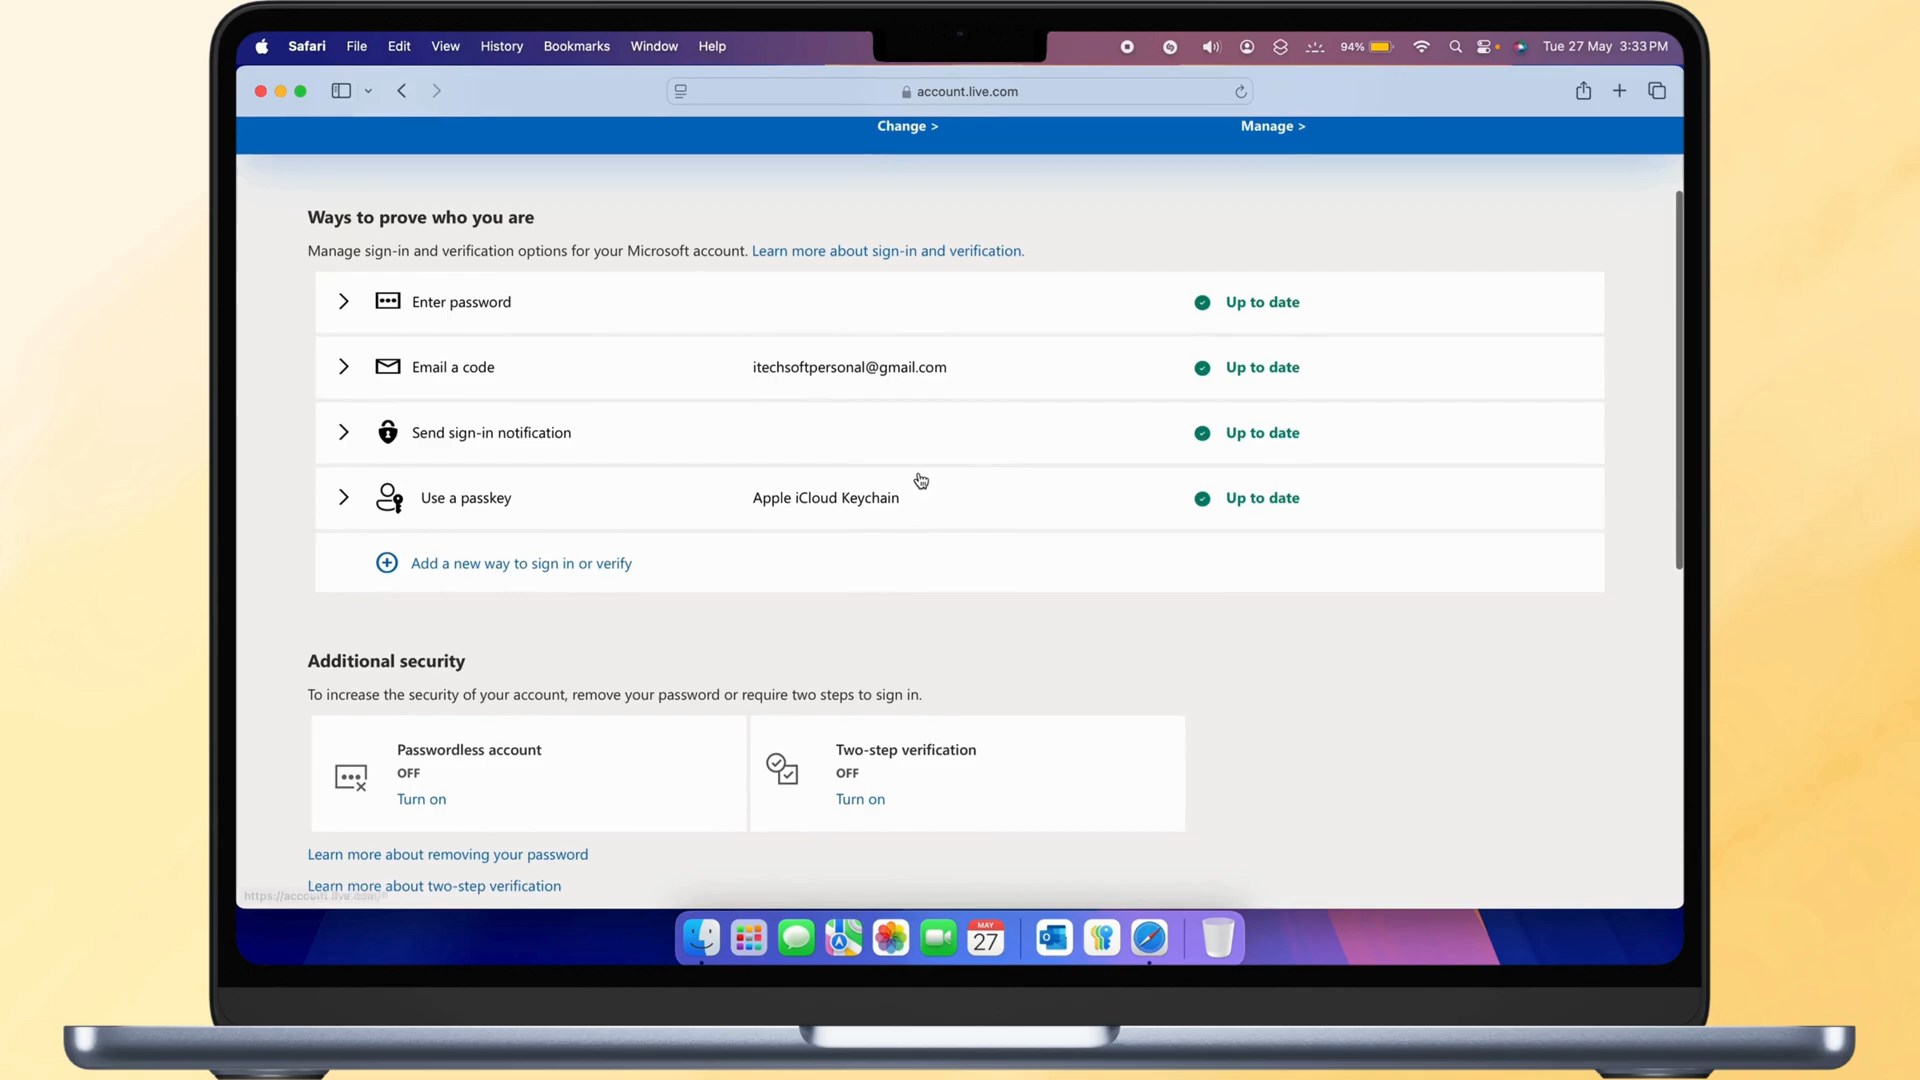 Safari File Edit View History Bookmarks Window Help 94% Tue 27 May 3:33 PM
account.live.com
Change > Manage >
Ways to prove who you are
Manage sign-in and verification options for your Microsoft account. Learn more about sign-in and verification.
Enter password Up to date
Email a code itechsoftpersonal@gmail.com Up to date
Send sign-in notification Up to date
Use a passkey Apple iCloud Keychain Up to date
Add a new way to sign in or verify
Additional security
To increase the security of your account, remove your password or require two steps to sign in.
Passwordless account Two-step verification
OFF OFF
Turn on Turn on
Learn more about removing your password
Learn more about two-step verification
MAY
27